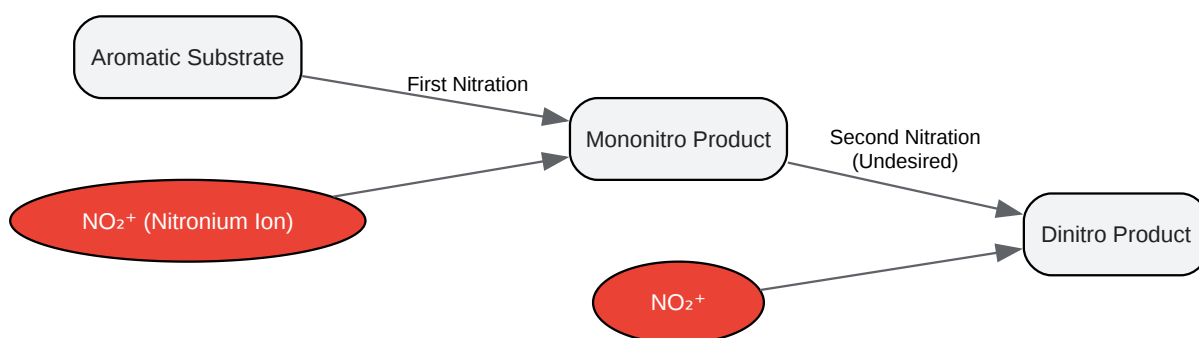 Aromatic Substrate
First Nitration
Mononitro Product
Second Nitration
(Undesired)
NO₂⁺ (Nitronium Ion)
Dinitro Product
NO₂⁺